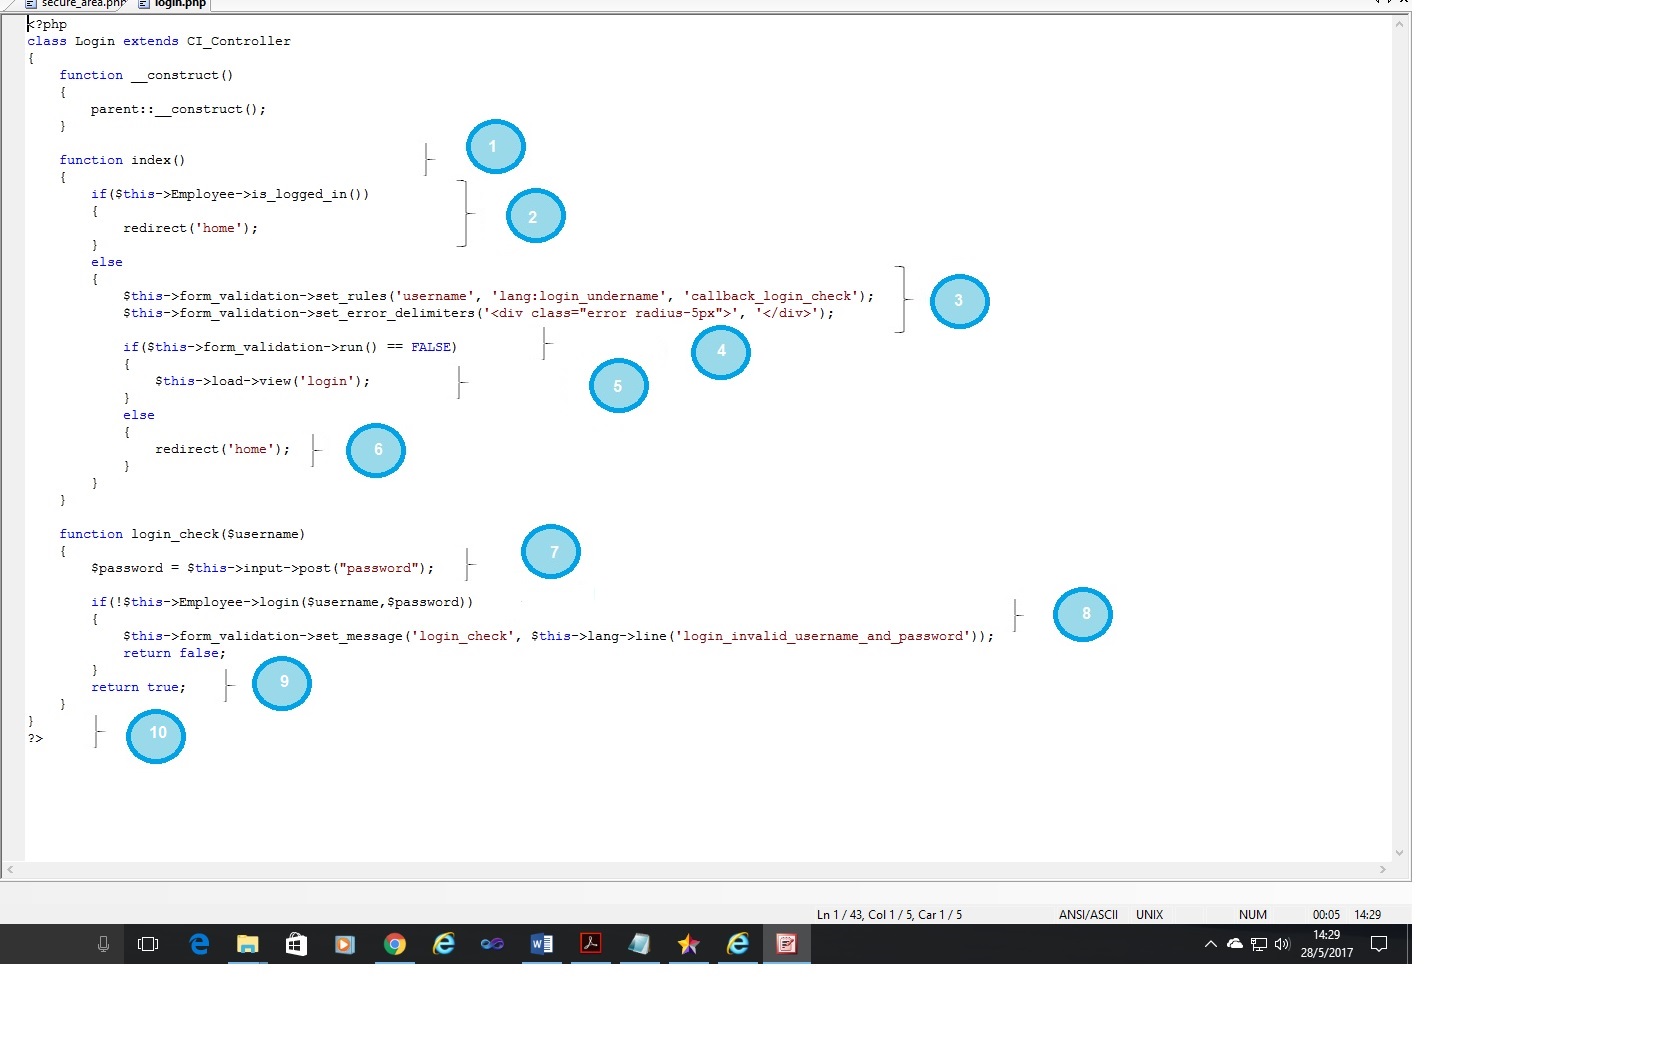 secure_area.php login.php
<?php
class Login extends CI_Controller
{
    function __construct()
    {
        parent::__construct();
    }
1
    function index()
    {
        if($this->Employee->is_logged_in())
        {
2
            redirect('home');
        }
        else
        {
            $this->form_validation->set_rules('username', 'lang:login_undername', 'callback_login_check');
3
            $this->form_validation->set_error_delimiters('<div class="error radius-5px">', '</div>');
            if($this->form_validation->run() == FALSE)
4
            {
                $this->load->view('login');
5
            }
            else
            {
                redirect('home');
6
            }
        }
    }
    function login_check($username)
    {
7
        $password = $this->input->post("password");
        if(!$this->Employee->login($username,$password))
        {
8
            $this->form_validation->set_message('login_check', $this->lang->line('login_invalid_username_and_password'));
            return false;
        }
        return true;
9
    }
}
10
?>
Ln 1 / 43, Col 1 / 5, Car 1 / 5 ANSI/ASCII UNIX NUM 00:05 14:29
14:29
28/5/2017